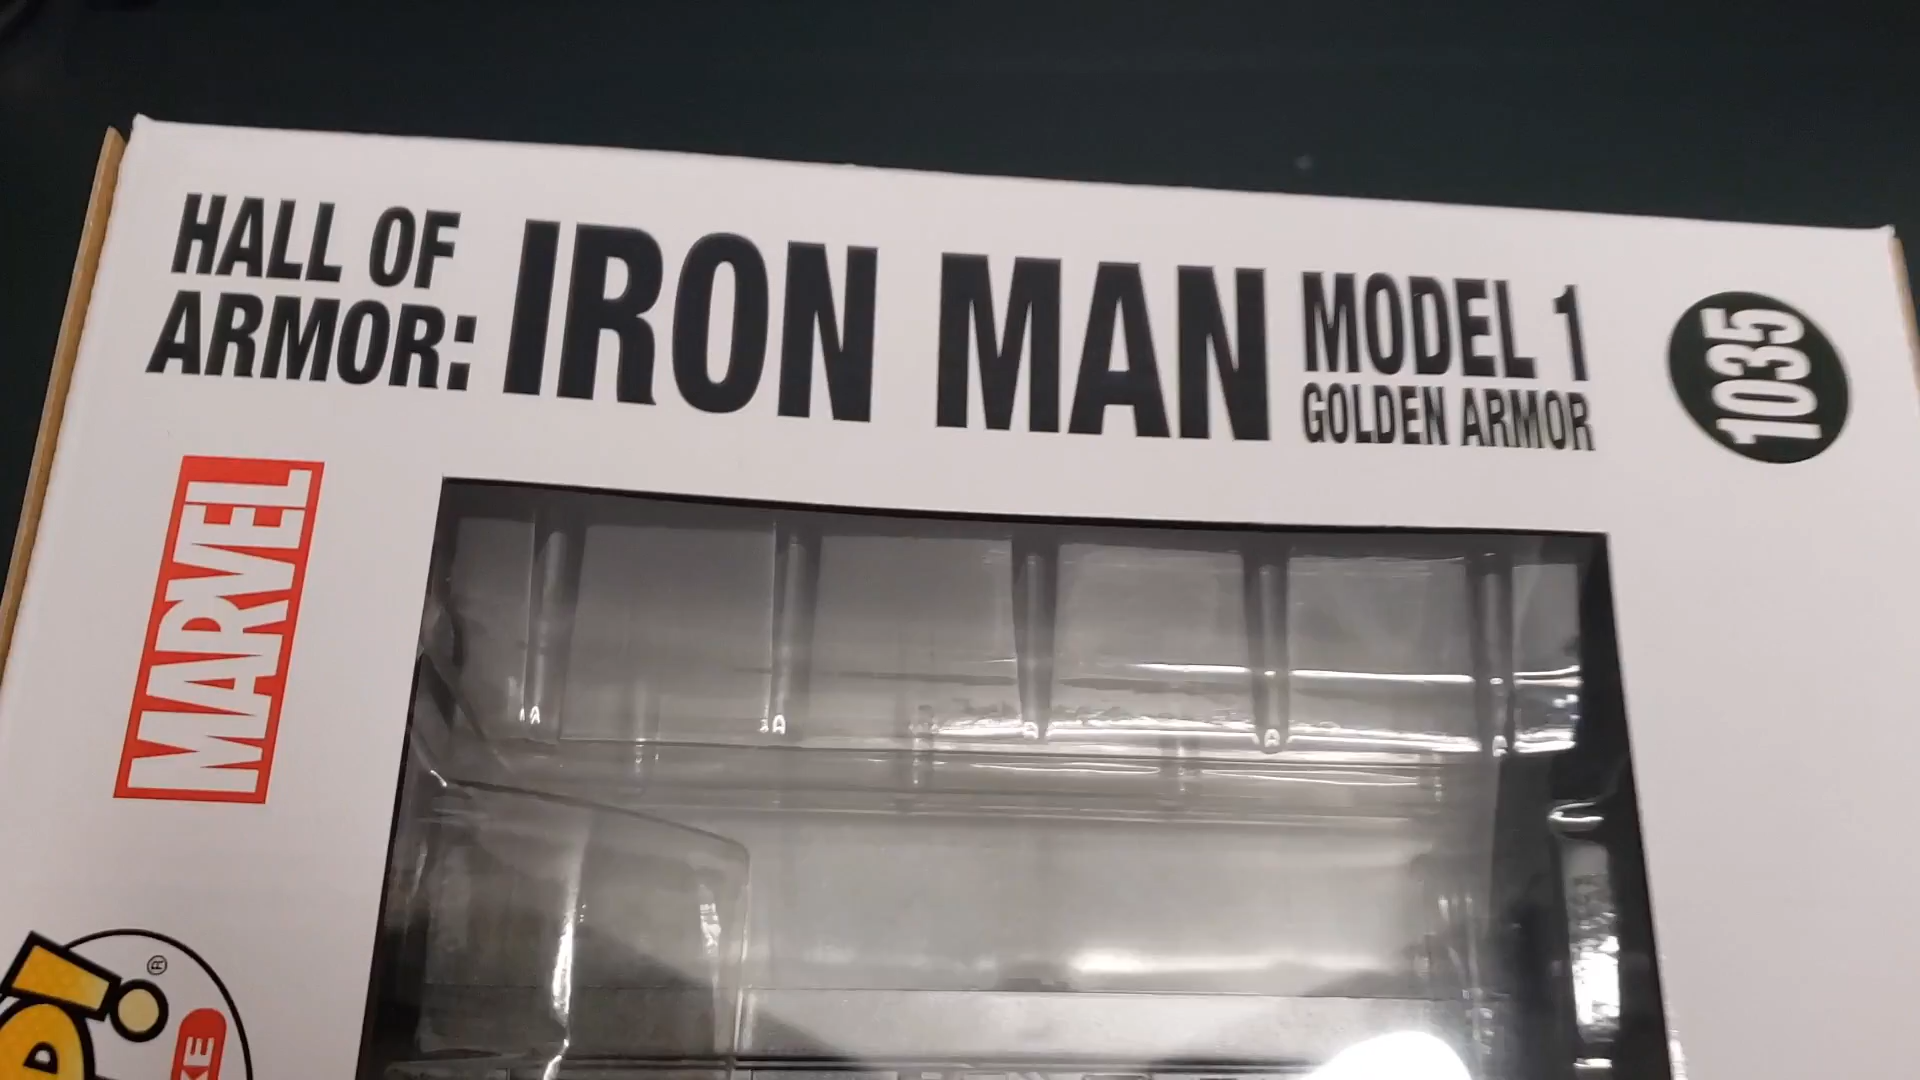 HALL OF
ARMOR:
IRON MAN
MODEL 1
GOLDEN ARMOR
1035
MARVEL
P!
®